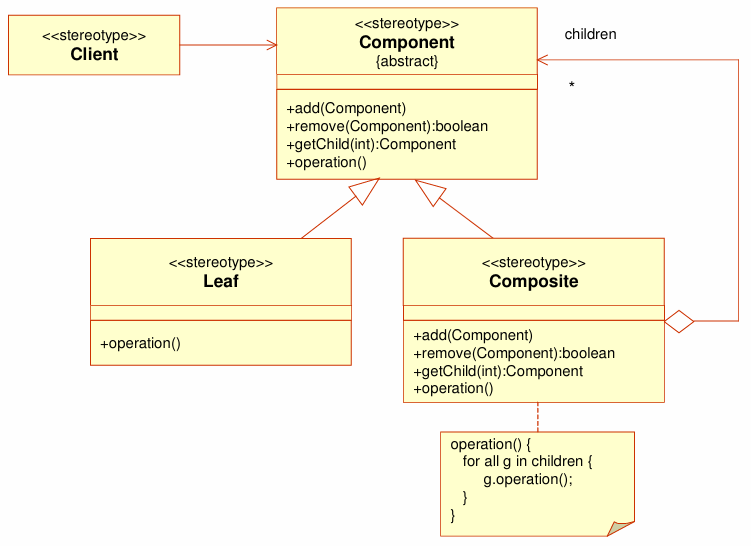 <<stereotype>>
Client
<<stereotype>>
Component
{abstract}
+add(Component)
+remove(Component):boolean
+getChild(int):Component
+operation()
children
*
<<stereotype>>
Leaf
+operation()
<<stereotype>>
Composite
+add(Component)
+remove(Component):boolean
+getChild(int):Component
+operation()
operation() {
for all g in children {
g.operation();
}
}